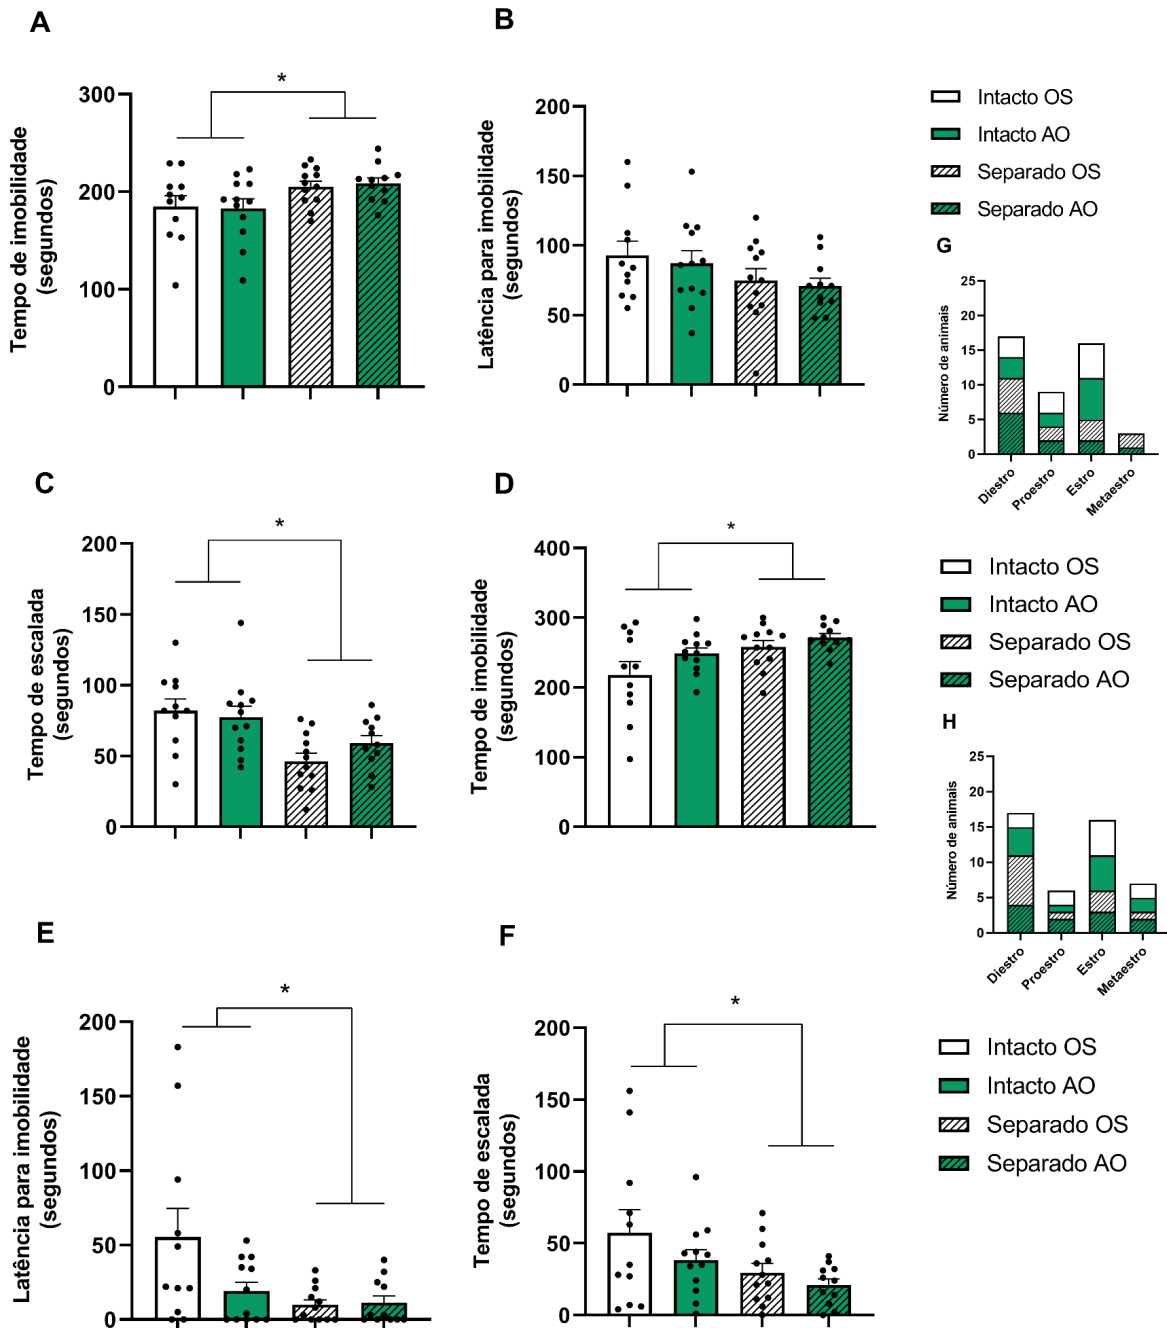 A
Tempo de imobilidade
(segundos)
300
200
100
0
*
B
Latência para imobilidade
(segundos)
200
150
100
50
0
Intacto OS
Intacto AO
Separado OS
Separado AO
G
Número de animais
25
20
15
10
5
0
Diestro
Proestro
Estro
Metaestro
C
Tempo de escalada
(segundos)
200
150
100
50
0
*
D
Tempo de imobilidade
(segundos)
400
300
200
100
0
*
Intacto OS
Intacto AO
Separado OS
Separado AO
H
Número de animais
25
20
15
10
5
0
Diestro
Proestro
Estro
Metaestro
E
Latência para imobilidade
(segundos)
200
150
100
50
0
*
F
Tempo de escalada
(segundos)
200
150
100
50
0
*
Intacto OS
Intacto AO
Separado OS
Separado AO